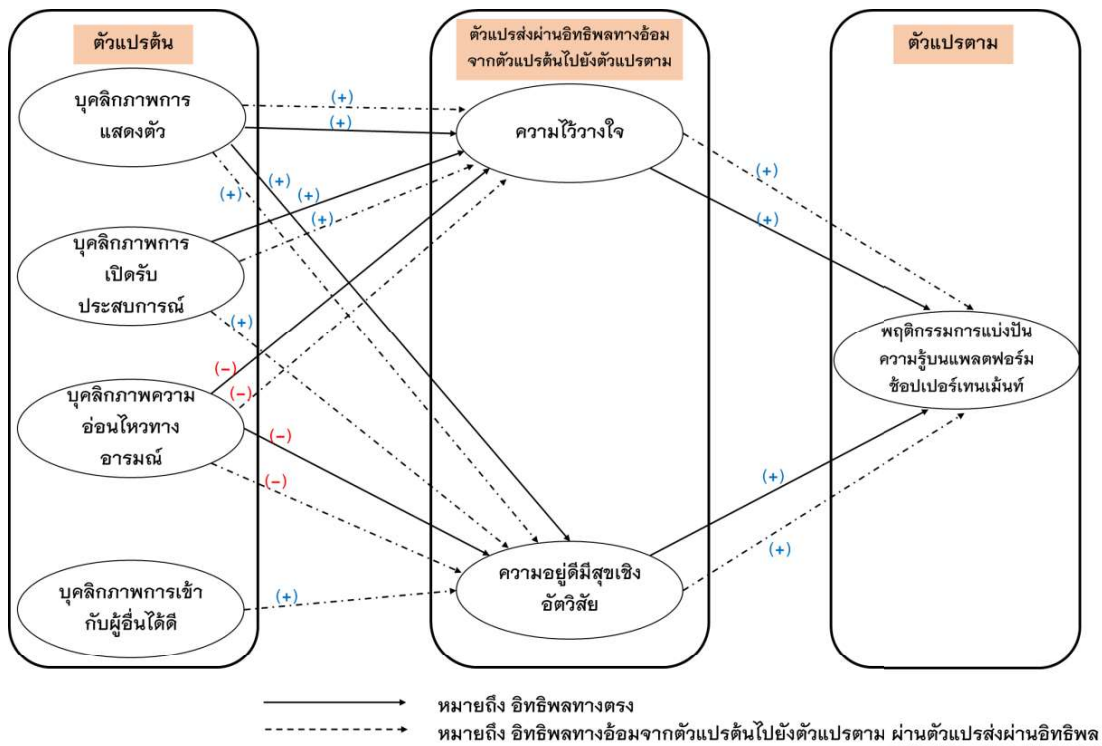 ตัวแปรต้น
ตัวแปรส่งผ่านอิทธิพลทางอ้อม
จากตัวแปรต้นไปยังตัวแปรตาม
ตัวแปรตาม
บุคลิกภาพการ
แสดงตัว
(+)
(+)
ความไว้วางใจ
(+)
(+)
(+)
(+)
(+)
(+)
บุคลิกภาพการ
เปิดรับ
ประสบการณ์
(+)
พฤติกรรมการแบ่งปัน
ความรู้บนแพลตฟอร์ม
ช้อปเปอร์เทนเม้นท์
(-)
(-)
บุคลิกภาพความ
อ่อนไหวทาง
อารมณ์
(-)
(-)
(+)
(+)
ความอยู่ดีมีสุขเชิง
อัตวิสัย
บุคลิกภาพการเข้า
กับผู้อื่นได้ดี
(+)
หมายถึง อิทธิพลทางตรง
หมายถึง อิทธิพลทางอ้อมจากตัวแปรต้นไปยังตัวแปรตาม ผ่านตัวแปรส่งผ่านอิทธิพล